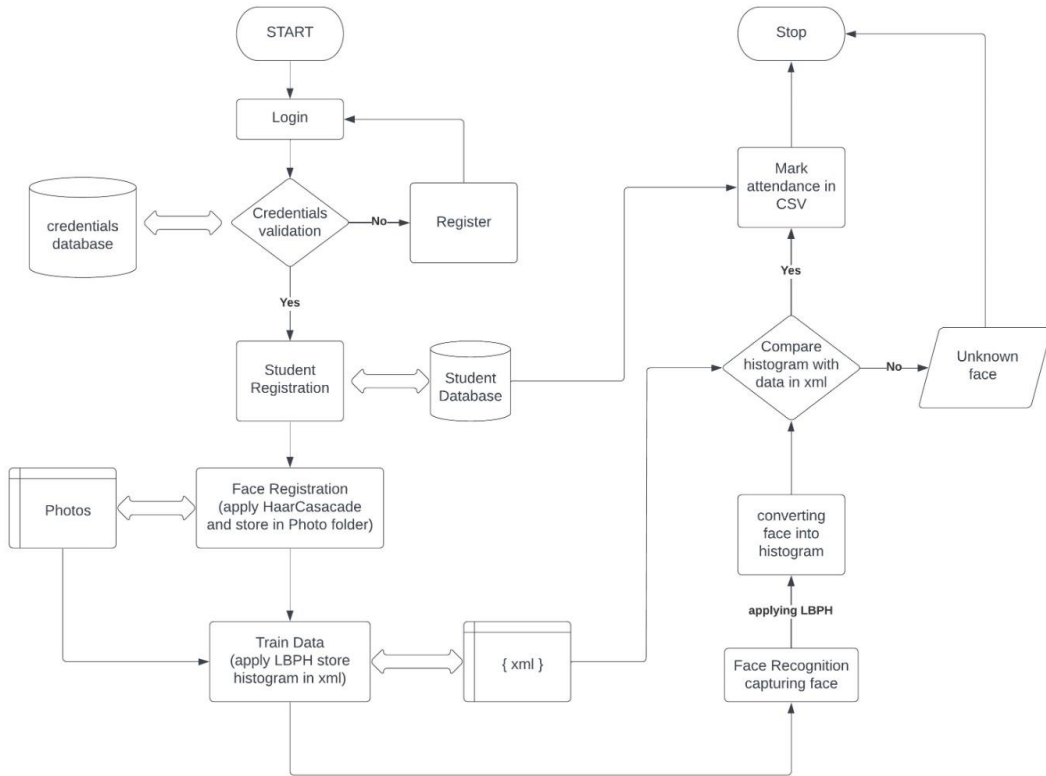 START
Login
credentials
database
Credentials
validation
No
Register
Yes
Student
Registration
Student
Database
Photos
Face Registration
(apply HaarCasacade
and store in Photo folder)
Train Data
(apply LBPH store
histogram in xml)
{ xml }
Face Recognition
capturing face
applying LBPH
converting
face into
histogram
Compare
histogram with
data in xml
No
Unknown
face
Yes
Mark
attendance in
CSV
Stop